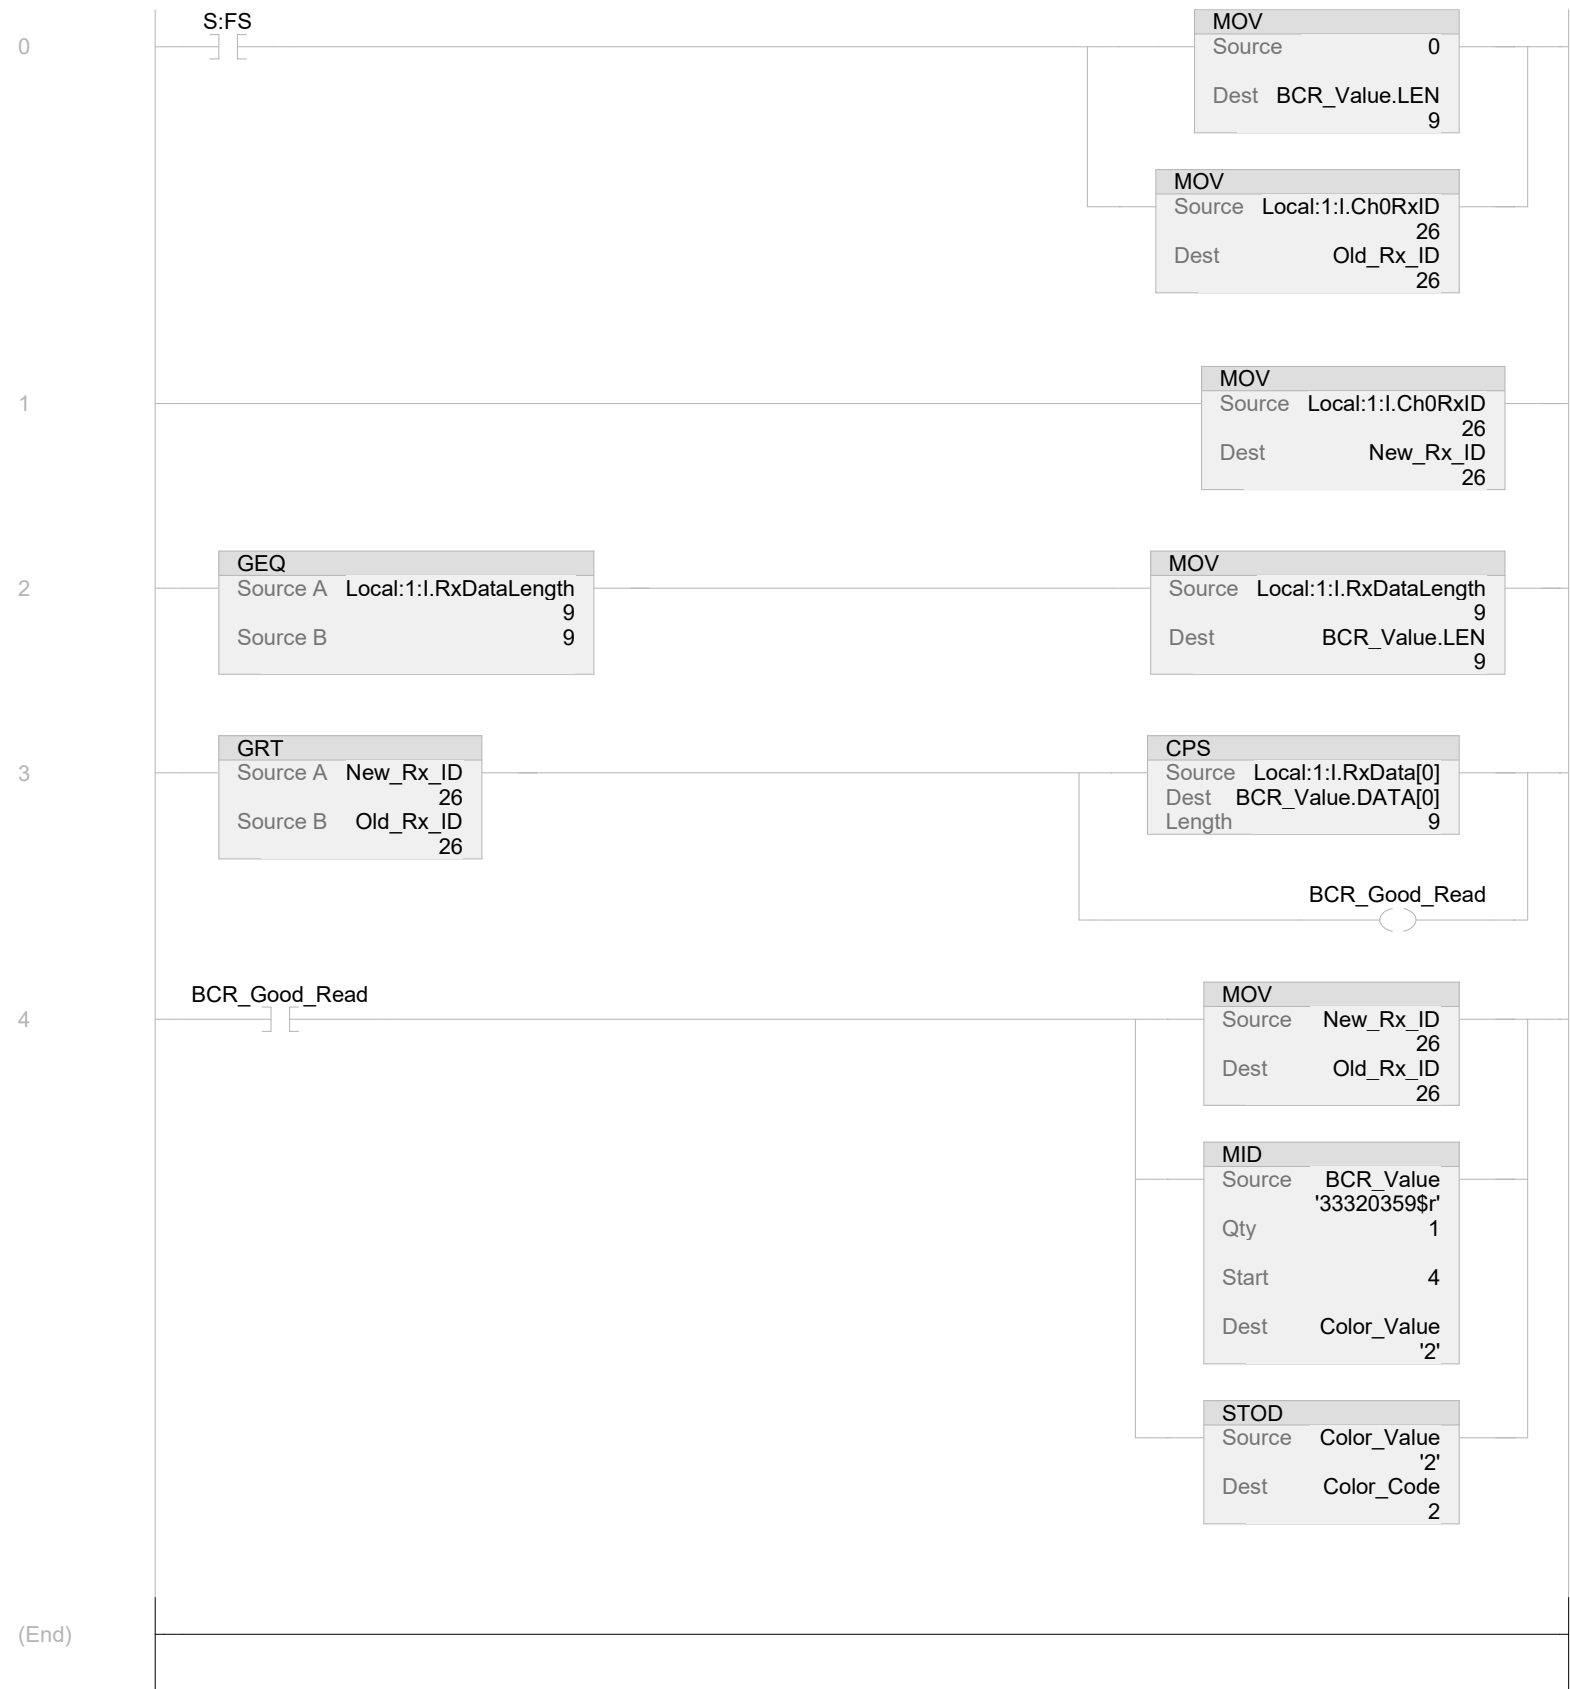 0
S:FS
MOV
Source 0
Dest BCR_Value.LEN
9
MOV
Source Local:1:I.Ch0RxID
26
Dest Old_Rx_ID
26
1
MOV
Source Local:1:I.Ch0RxID
26
Dest New_Rx_ID
26
2
GEQ
Source A Local:1:I.RxDataLength
9
Source B 9
MOV
Source Local:1:I.RxDataLength
9
Dest BCR_Value.LEN
9
3
GRT
Source A New_Rx_ID
26
Source B Old_Rx_ID
26
CPS
Source Local:1:I.RxData[0]
Dest BCR_Value.DATA[0]
Length 9
BCR_Good_Read
4
BCR_Good_Read
MOV
Source New_Rx_ID
26
Dest Old_Rx_ID
26
MID
Source BCR_Value
'33320359$r'
Qty 1
Start 4
Dest Color_Value
'2'
STOD
Source Color_Value
'2'
Dest Color_Code
2
(End)